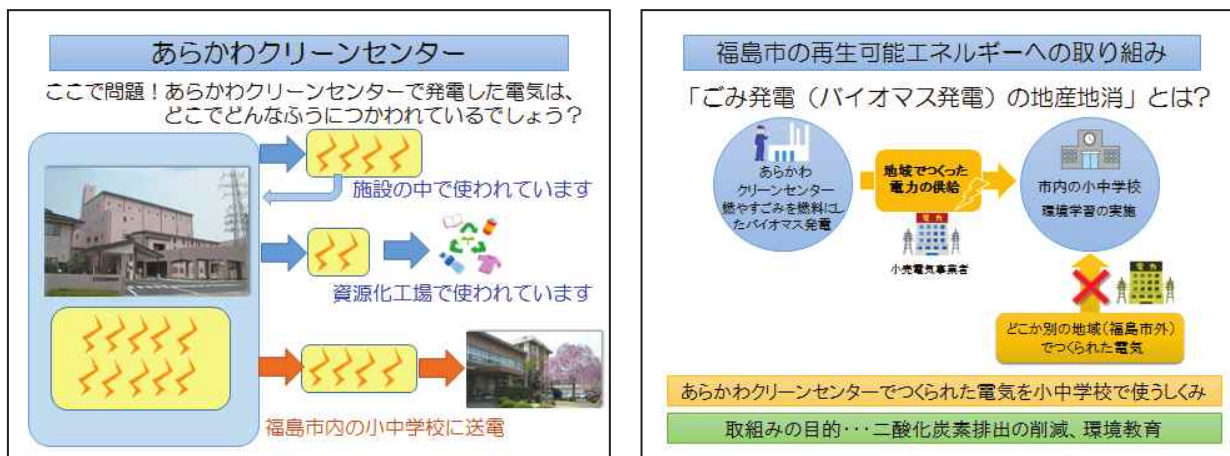 あらかわクリーンセンター
ここで問題！あらかわクリーンセンターで発電した電気は、
どこでどんなふうにつかわれているでしょう？
施設の中で使われています
資源化工場で使われています
福島市内の小中学校に送電
福島市の再生可能エネルギーへの取り組み
「ごみ発電（バイオマス発電）の地産地消」とは？
あらかわ
クリーンセンター
燃やすごみを燃料にし
たバイオマス発電
地域でつくった
電力の供給
電力
小売電気事業者
市内の小中学校
環境学習の実施
電力
どこか別の地域（福島市外）
でつくられた電気
あらかわクリーンセンターでつくられた電気を小中学校で使うしくみ
取組みの目的・・・二酸化炭素排出の削減、環境教育